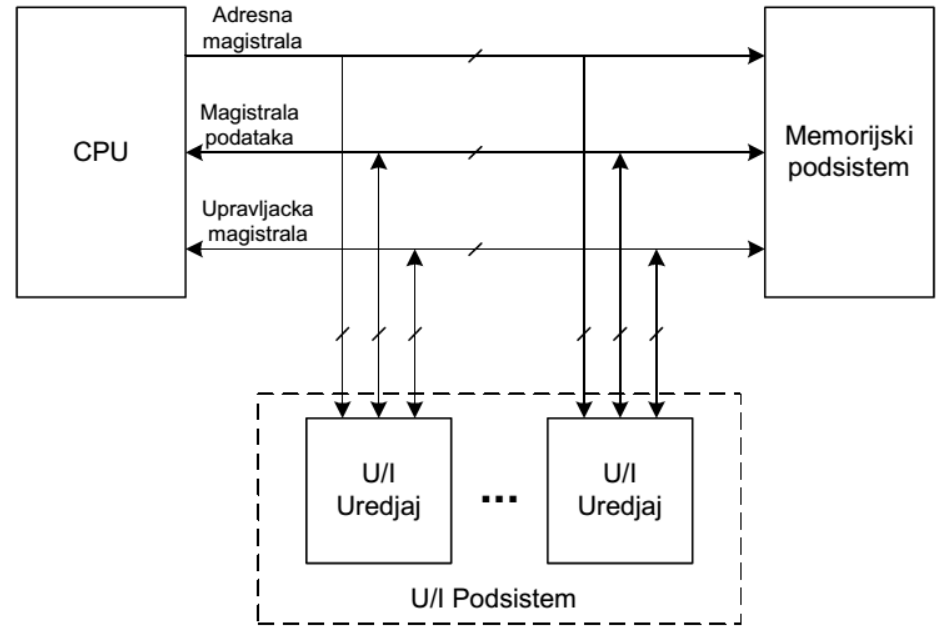 Adresna
magistrala
CPU
Magistrala
podataka
Memorijski
podsistem
Upravljacka
magistrala
U/I
Uredjaj
...
U/I
Uredjaj
U/I Podsistem